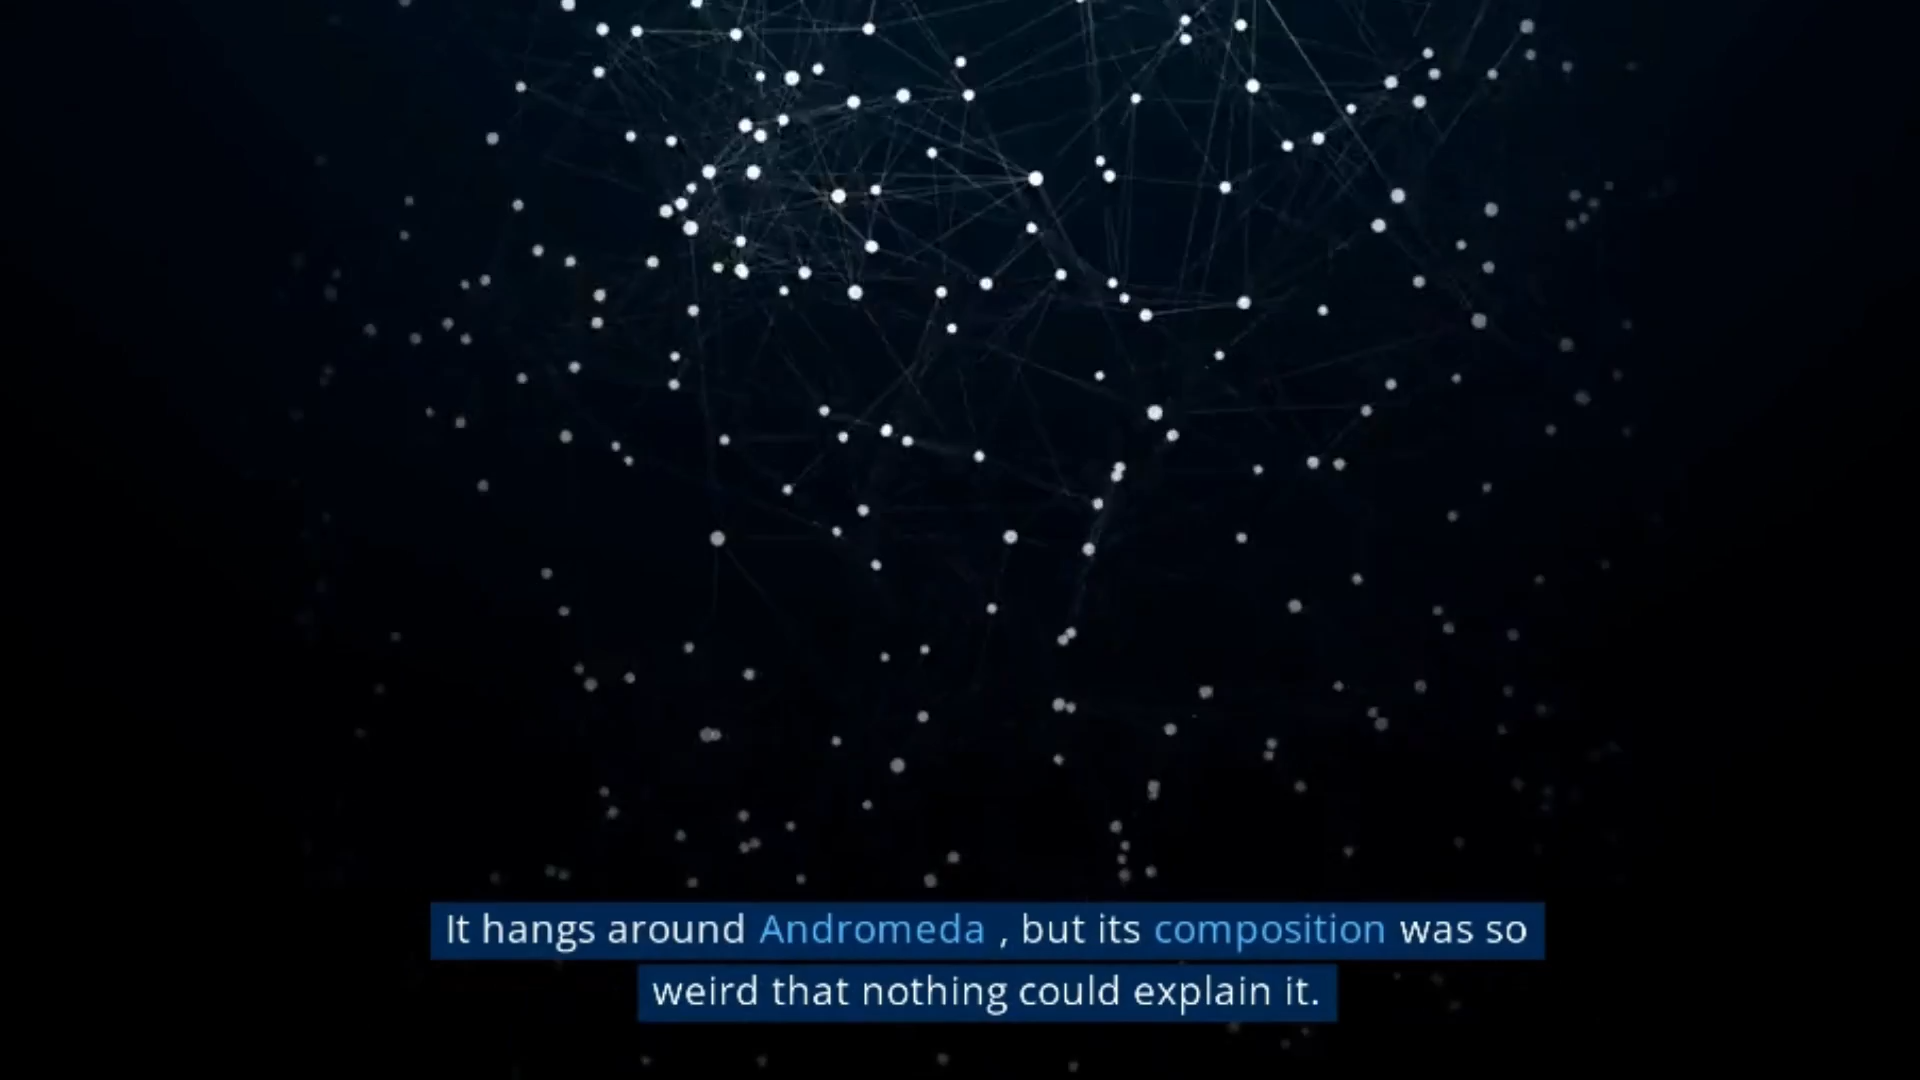 It hangs around Andromeda , but its composition was so
weird that nothing could explain it.